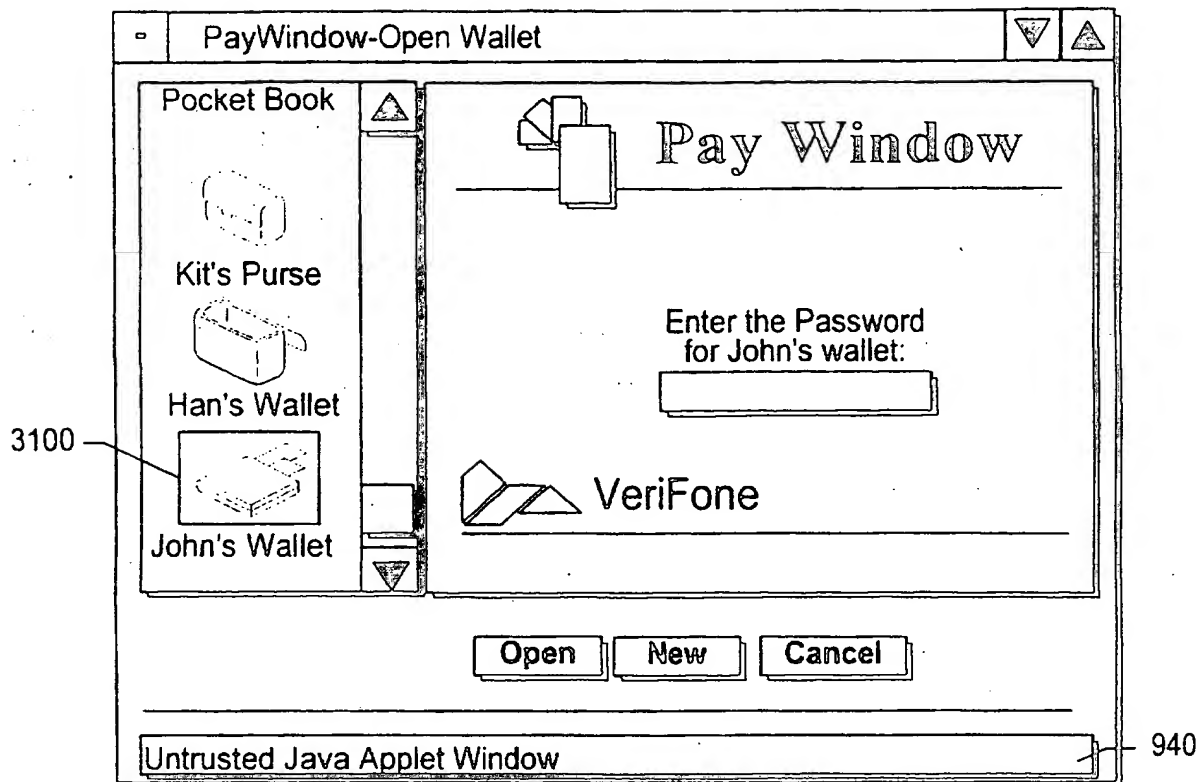 PayWindow-Open Wallet
Pocket Book
Kit's Purse
Han's Wallet
3100
John's Wallet
Pay Window
Enter the Password
for John's wallet:
VeriFone
Open
New
Cancel
Untrusted Java Applet Window
940